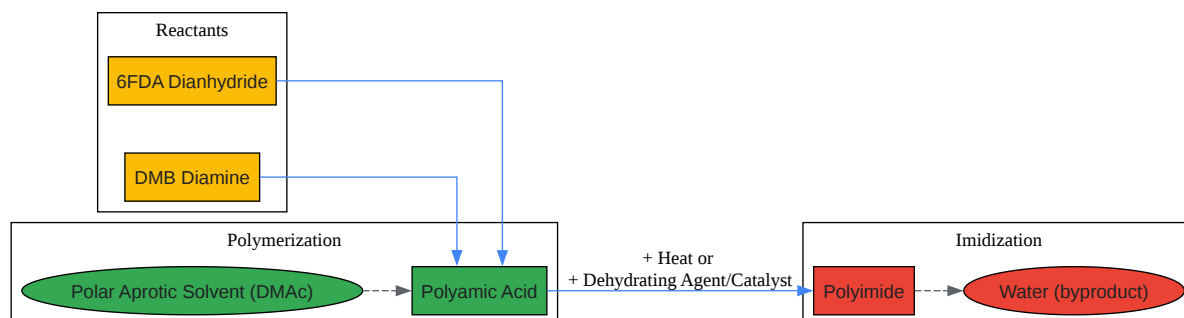 Reactants
6FDA Dianhydride
DMB Diamine
Polymerization
Polar Aprotic Solvent (DMAc)
Polyamic Acid
+ Heat or
+ Dehydrating Agent/Catalyst
Imidization
Polyimide
Water (byproduct)